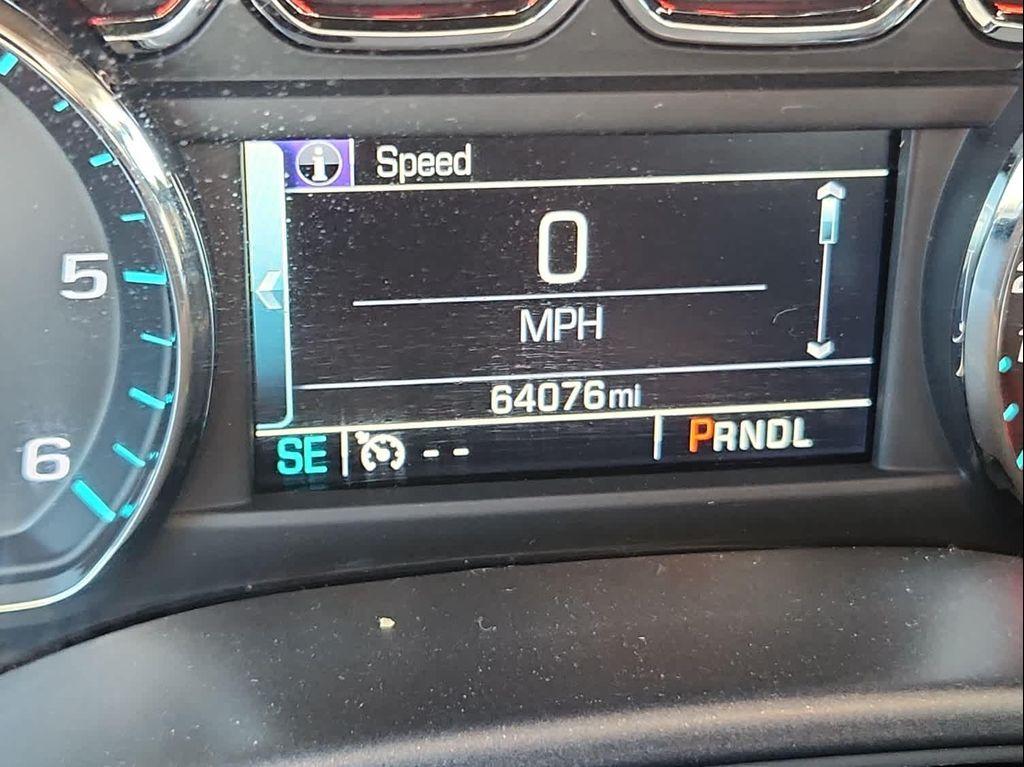 Speed
0
MPH
5
64076mi
6
SE
--
PRNDL